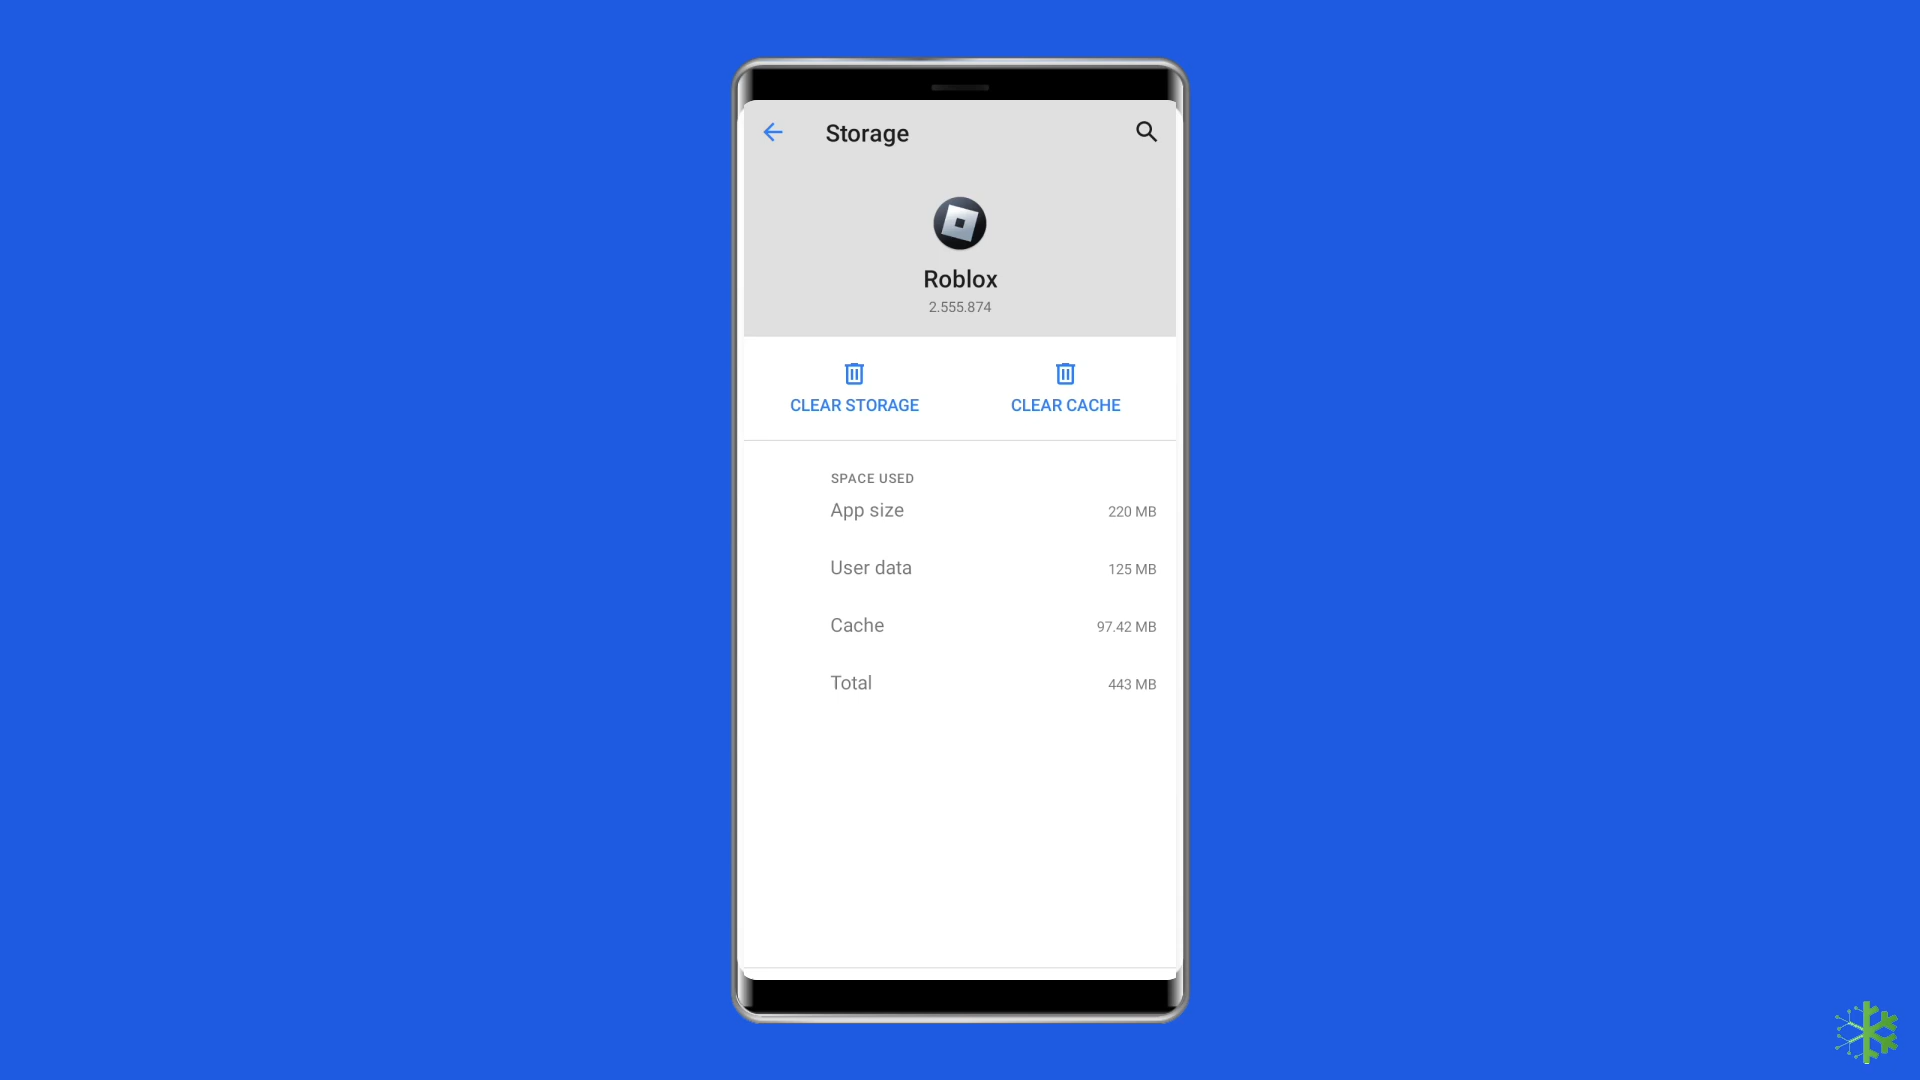 Storage
Roblox
2.555.874
CLEAR STORAGE
CLEAR CACHE
SPACE USED
App size 220 MB
User data 125 MB
Cache 97.42 MB
Total 443 MB